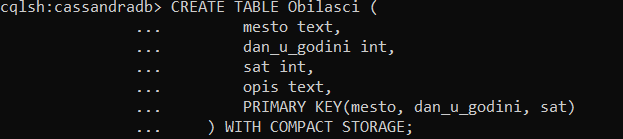 cqlsh:cassandradb> CREATE TABLE Obilasci (
... mesto text,
... dan_u_godini int,
... sat int,
... opis text,
... PRIMARY KEY(mesto, dan_u_godini, sat)
... ) WITH COMPACT STORAGE;